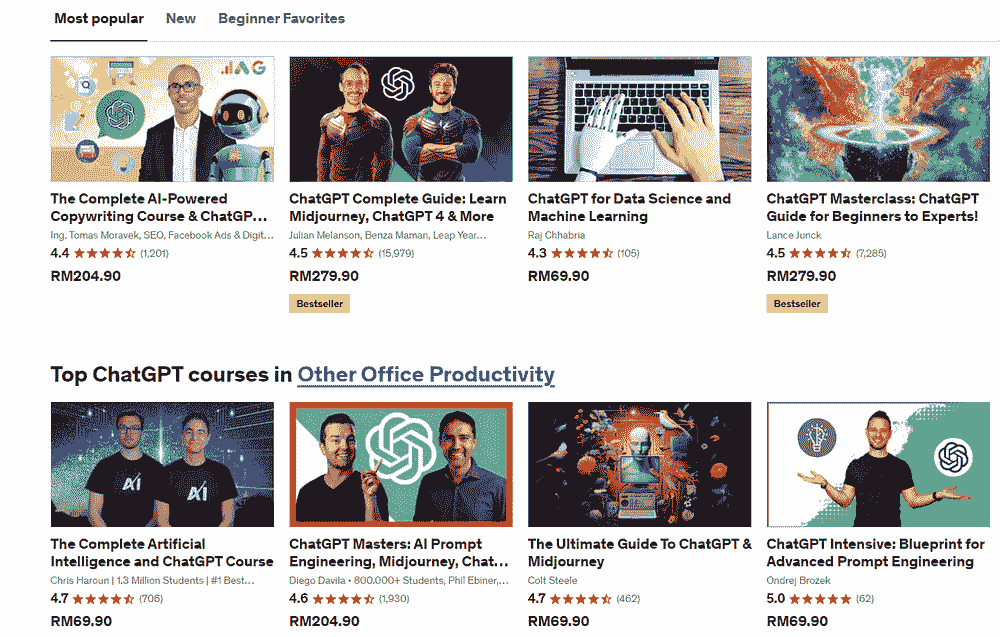 Most popular
New
Beginner Favorites
The Complete AI-Powered
Copywriting Course & ChatGP...
Ing. Tomas Moravek, SEO, Facebook Ads & Digit...
4.4 (1,201)
RM204.90
ChatGPT Complete Guide: Learn
Midjourney, ChatGPT 4 & More
Julian Melanson, Benza Maman, Leap Year...
4.5 (15,979)
RM279.90
Bestseller
ChatGPT for Data Science and
Machine Learning
Raj Chhabria
4.3 (105)
RM69.90
ChatGPT Masterclass: ChatGPT
Guide for Beginners to Experts!
Lance Junck
4.5 (7,285)
RM279.90
Bestseller
Top ChatGPT courses in Other Office Productivity
AI
AI
The Complete Artificial
Intelligence and ChatGPT Course
Chris Haroun | 1.3 Million Students | #1 Best...
4.7 (706)
RM69.90
ChatGPT Masters: AI Prompt
Engineering, Midjourney, Chat...
Diego Davila • 800.000+ Students, Phil Ebiner,...
4.6 (1,930)
RM204.90
The Ultimate Guide To ChatGPT &
Midjourney
Colt Steele
4.7 (462)
RM69.90
ChatGPT Intensive: Blueprint for
Advanced Prompt Engineering
Ondrej Brozek
5.0 (62)
RM69.90